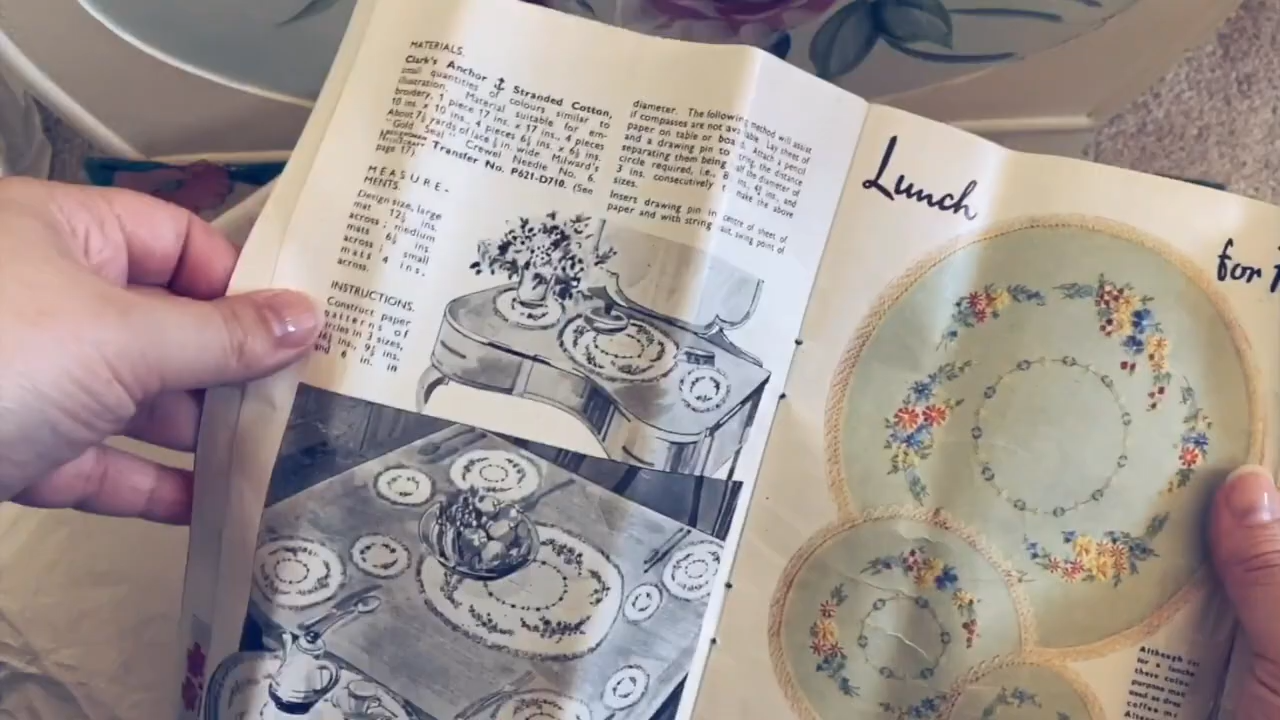 MATERIALS.
Clark's Anchor Stranded Cotton,
small quantities of colours similar to
illustration. Material suitable for em-
broidery, 1 piece 17 ins. x 17 ins., 4 pieces
10 ins. x 10 ins., 4 pieces 6½ ins. x 6½ ins.
About 7½ yards of lace ½ in. wide. Milward's
Gold Seal Crewel Needle No. 6.
Transfer No. P621-D710. (See
page 17)
MEASURE-
MENTS.
Design size, large
mat 12½ ins.
across; medium
mats 6½ ins.
across; small
mats 4 ins.
across.
INSTRUCTIONS.
Construct paper
patterns of
circles in 3 sizes,
16½ ins., 9½ ins.
and 6 in. in
diameter. The following method will assist
if compasses are not available. Lay sheet of
paper on table or board. Attach a pencil
and a drawing pin to string, the distance
separating them being half the diameter of
circle required, i.e., 8 ins., 4¾ ins., and
3 ins. consecutively to make the above
sizes.
Insert drawing pin in centre of sheet of
paper and with string taut, swing point of
Lunch
for
Although
for a
these
purpose mat
used as
coffee